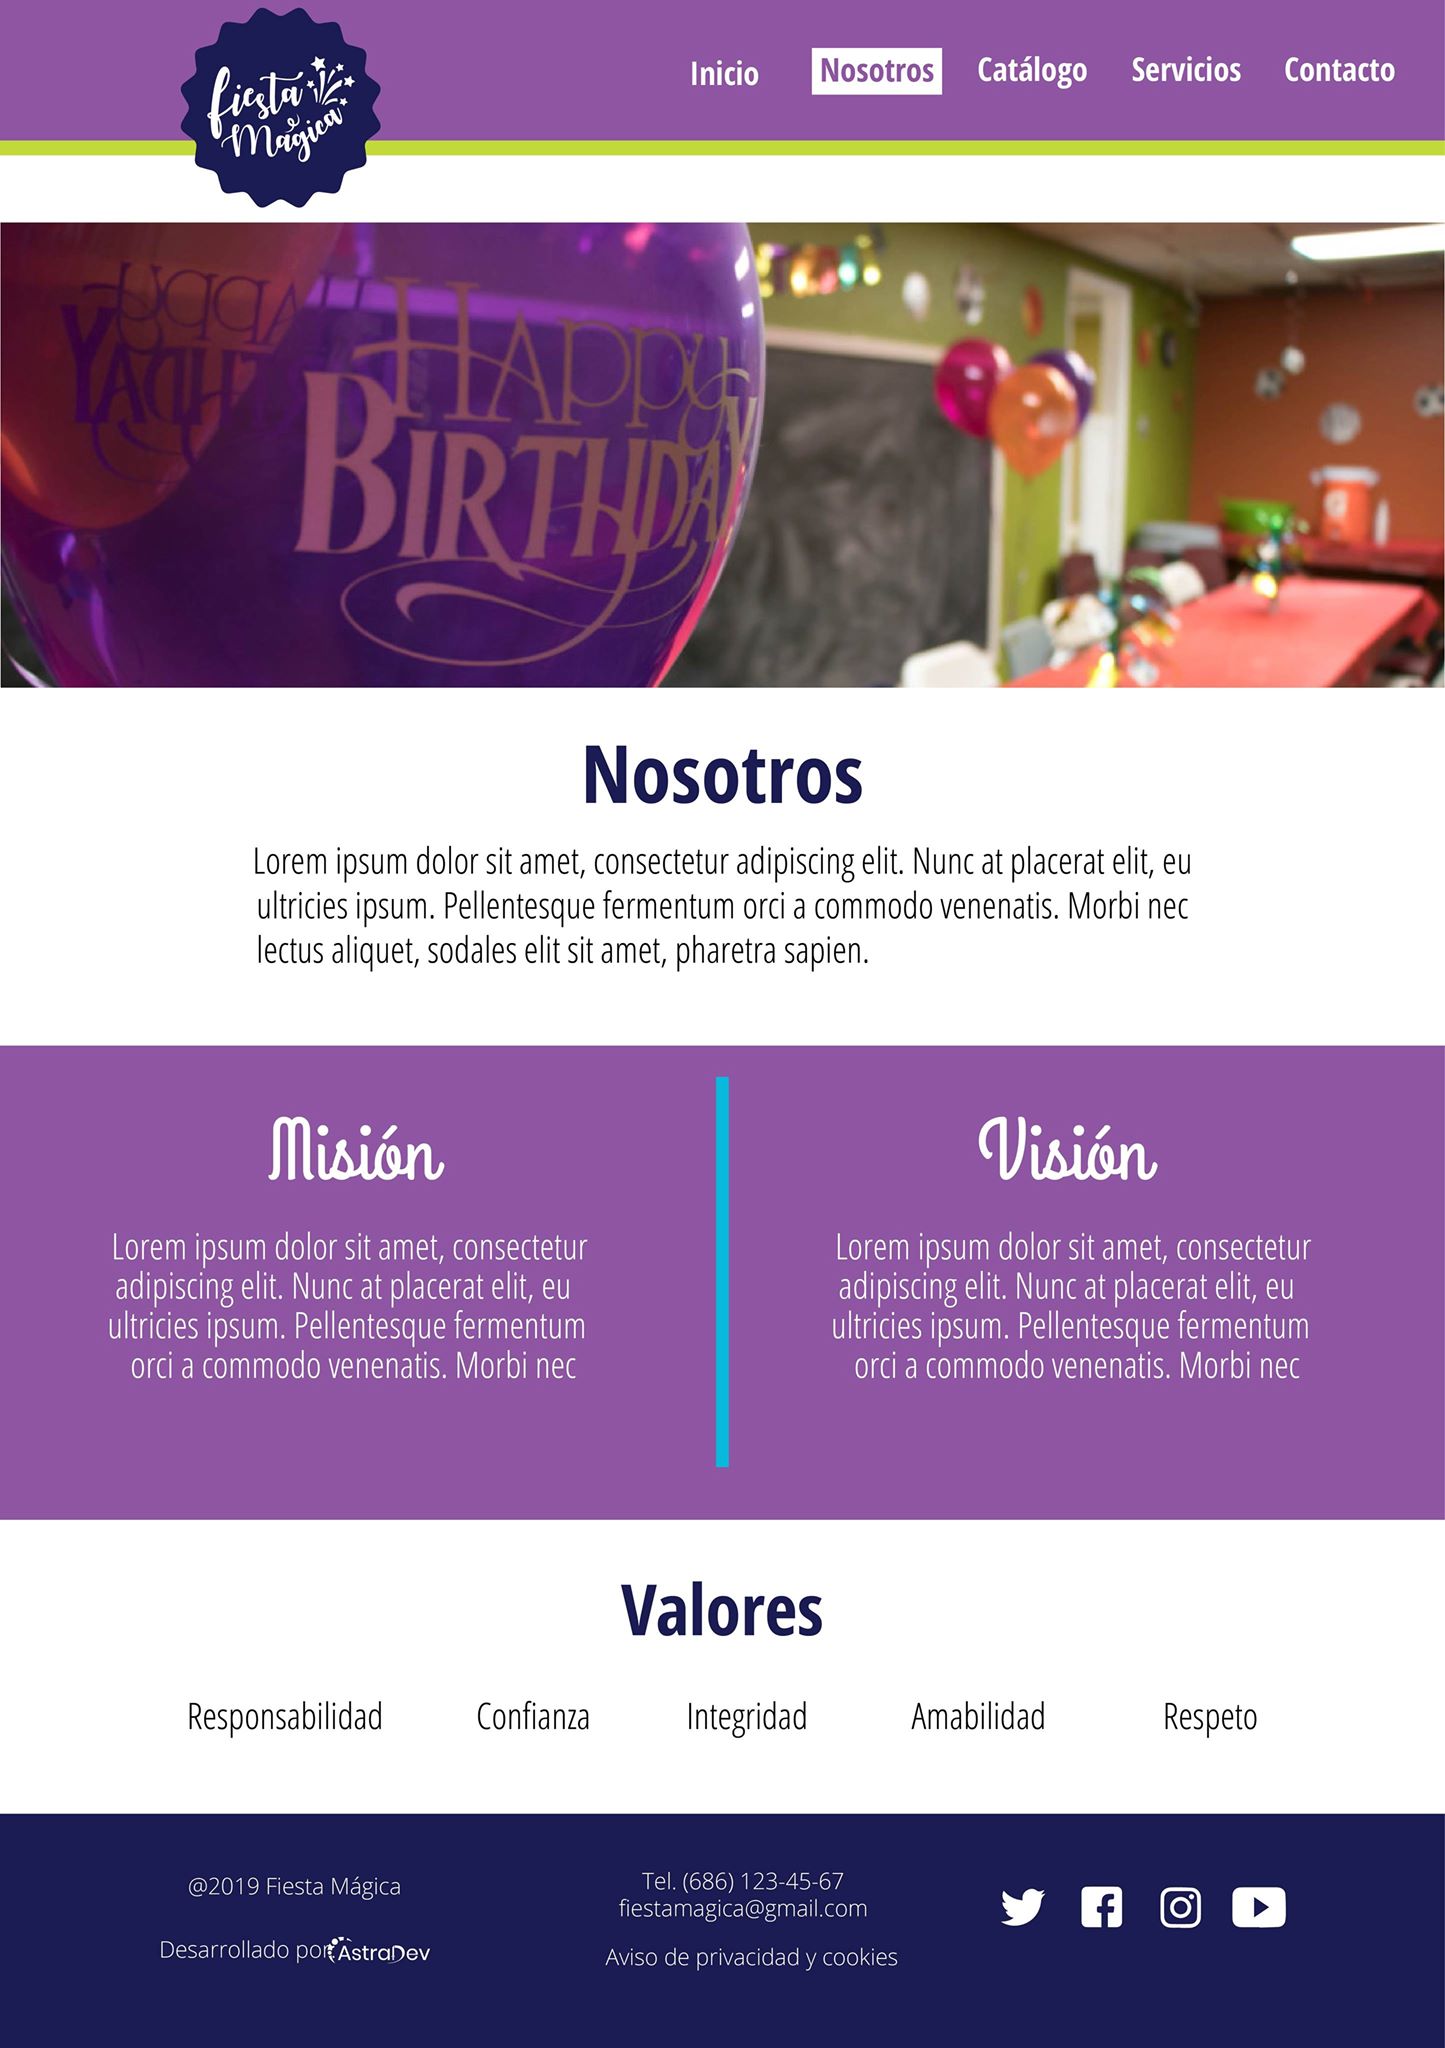 fiesta
Mágica
Inicio
Nosotros
Catálogo
Servicios
Contacto
HAPPY
BIRTHDAY
HAPPY
BIRTHDAY
Nosotros
Lorem ipsum dolor sit amet, consectetur adipiscing elit. Nunc at placerat elit, eu
ultricies ipsum. Pellentesque fermentum orci a commodo venenatis. Morbi nec
lectus aliquet, sodales elit sit amet, pharetra sapien.
Misión
Lorem ipsum dolor sit amet, consectetur
adipiscing elit. Nunc at placerat elit, eu
ultricies ipsum. Pellentesque fermentum
orci a commodo venenatis. Morbi nec
Visión
Lorem ipsum dolor sit amet, consectetur
adipiscing elit. Nunc at placerat elit, eu
ultricies ipsum. Pellentesque fermentum
orci a commodo venenatis. Morbi nec
Valores
Responsabilidad
Confianza
Integridad
Amabilidad
Respeto
@2019 Fiesta Mágica
Desarrollado por AstraDev
Tel. (686) 123-45-67
fiestamagica@gmail.com
Aviso de privacidad y cookies